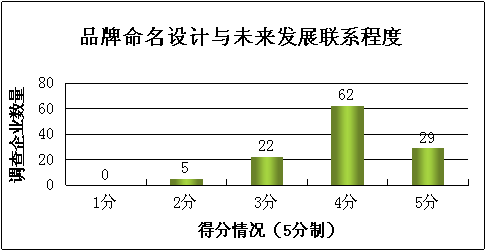 品牌命名设计与未来发展联系程度
调查企业数量
80
60
40
20
0
0
5
22
62
29
1分
2分
3分
4分
5分
得分情况（5分制）